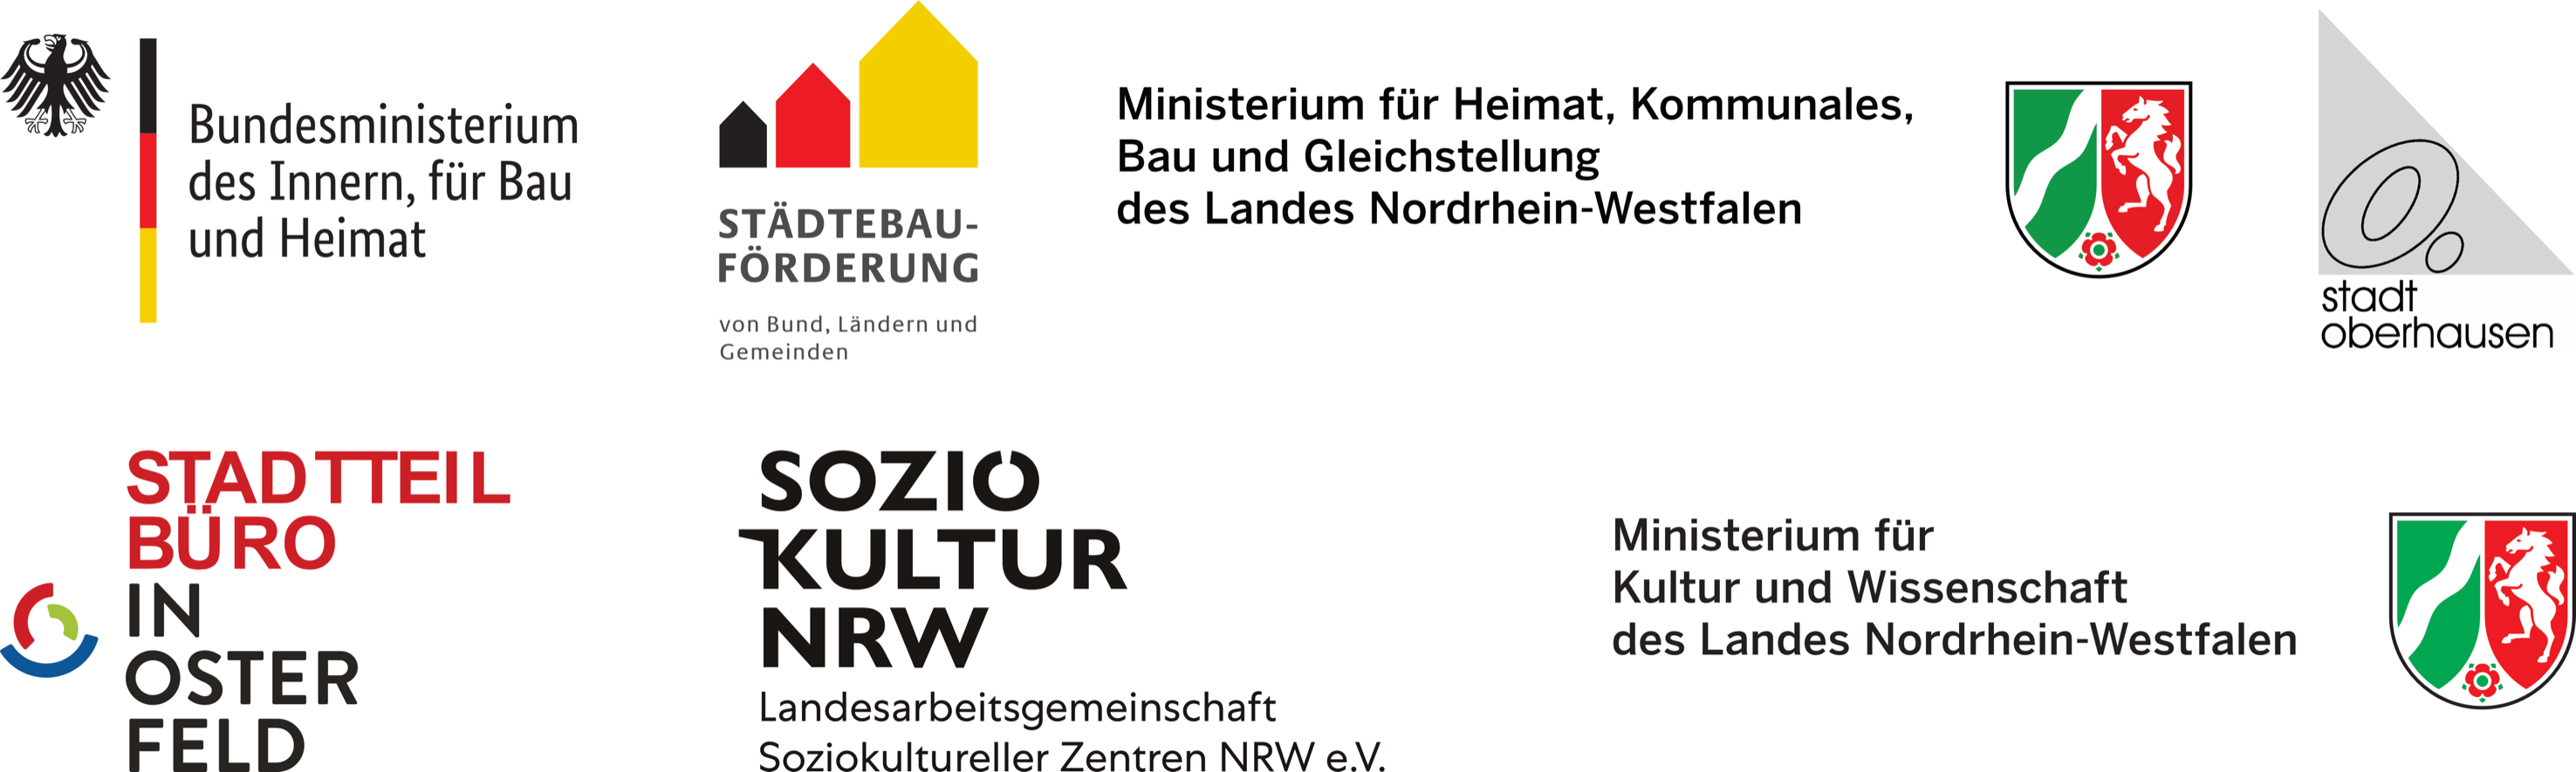 Bundesministerium
des Innern, für Bau
und Heimat
STÄDTEBAU-
FÖRDERUNG
von Bund, Ländern und
Gemeinden
Ministerium für Heimat, Kommunales,
Bau und Gleichstellung
des Landes Nordrhein-Westfalen
stadt
oberhausen
STADTTEIL
BÜRO
IN
OSTER
FELD
SOZIO
KULTUR
NRW
Landesarbeitsgemeinschaft
Soziokultureller Zentren NRW e.V.
Ministerium für
Kultur und Wissenschaft
des Landes Nordrhein-Westfalen